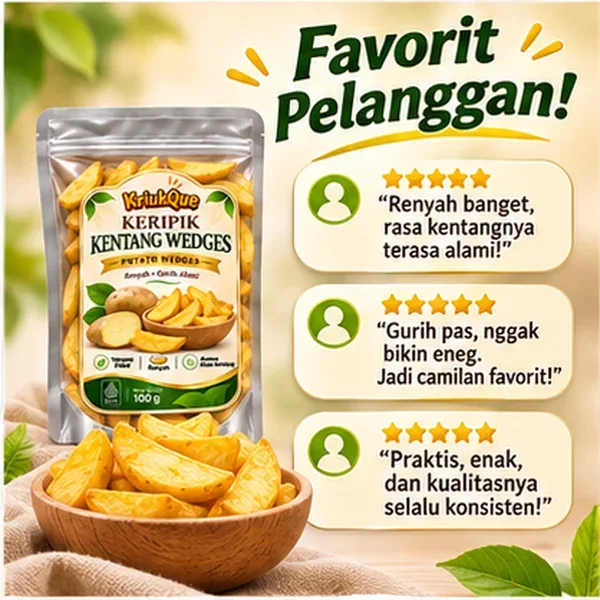 Favorit
Pelanggan!
KriukQue
KERIPIK
KENTANG WEDGES
POTATO WEDGES
Renyah •
100 g
“Renyah banget,
rasa kentangnya
terasa alami!”
“Gurih pas, nggak
bikin eneg.
Jadi camilan favorit!”
“Praktis, enak,
dan kualitasnya
selalu konsisten!”